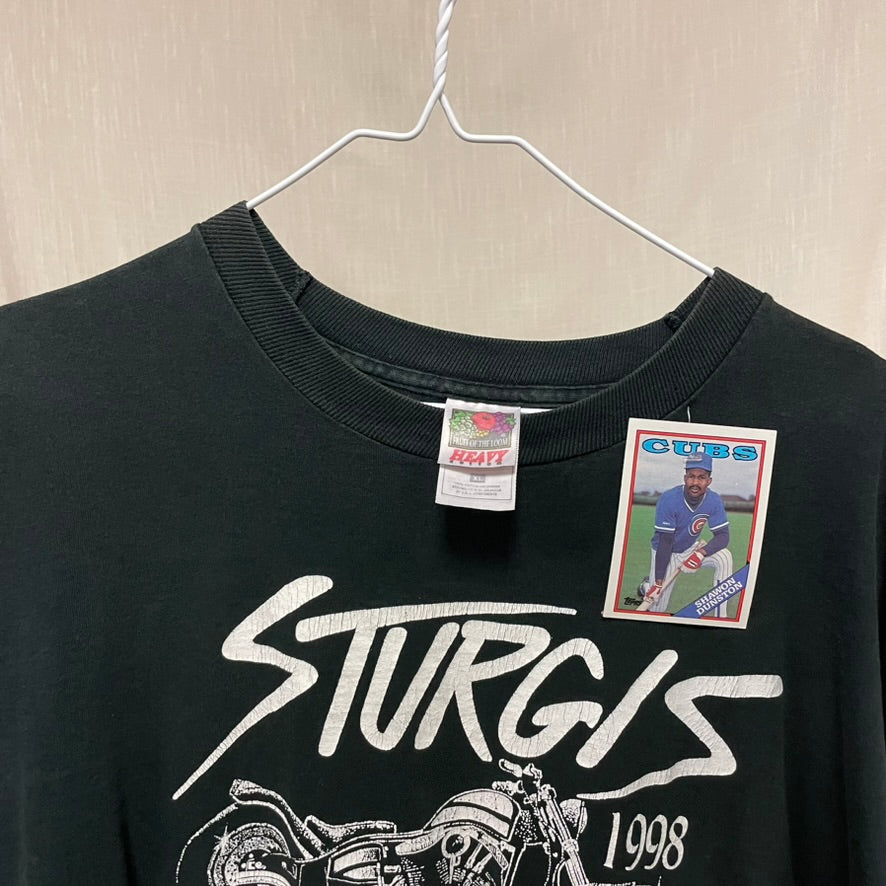 FRUIT OF THE LOOM
HEAVY
XL
CUBS
SHAWON
DUNSTON
STURGIS
1998